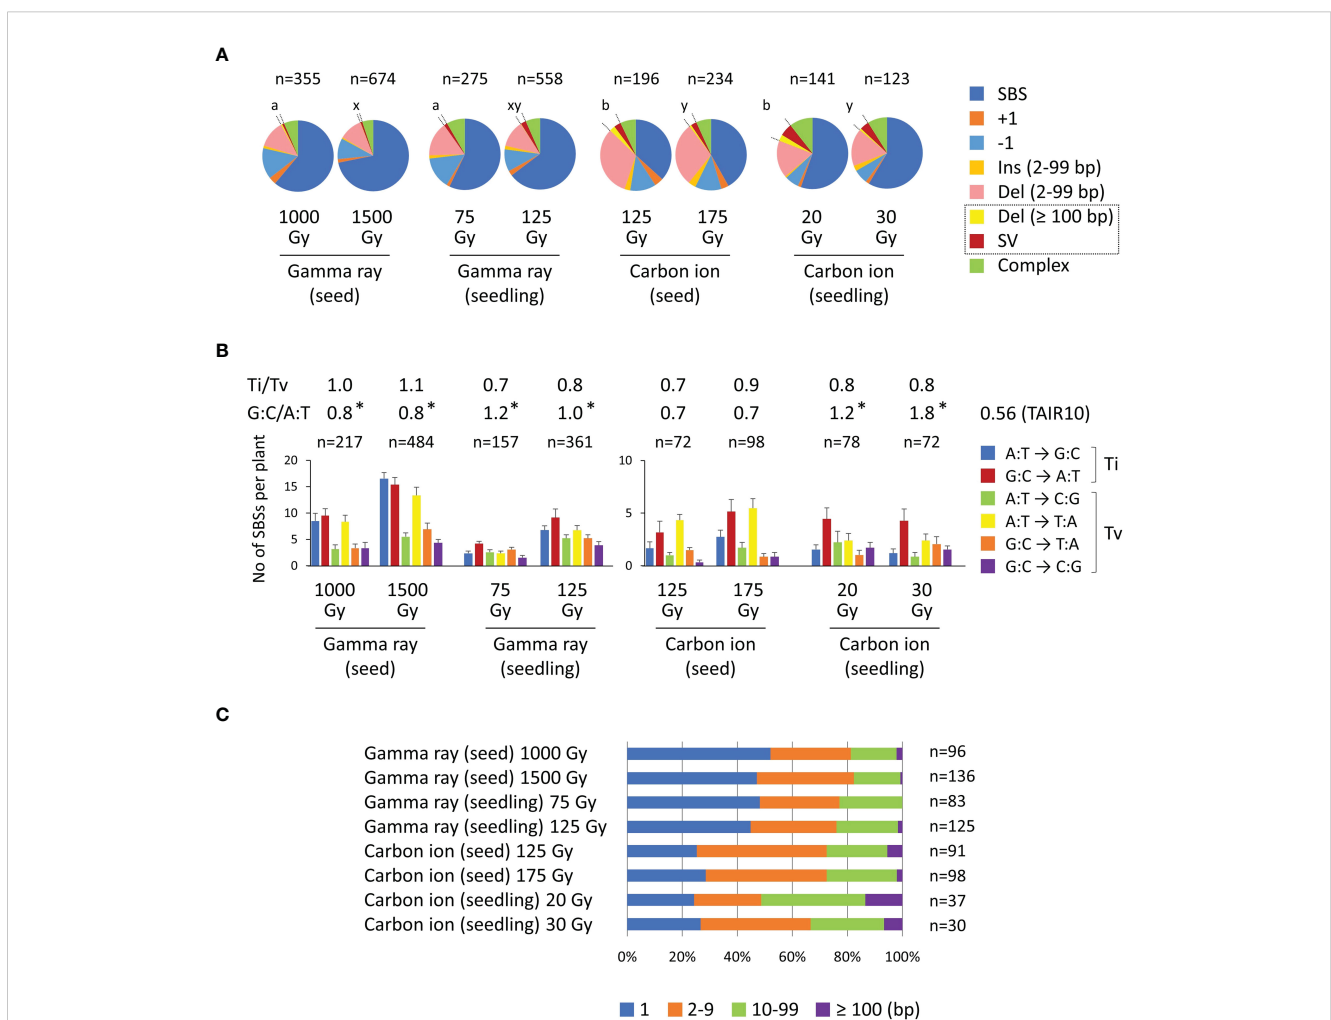 A
n=355 n=674 n=275 n=558 n=196 n=234 n=141 n=123
a x a xy b y b y
SBS
+1
-1
Ins (2-99 bp)
Del (2-99 bp)
Del (≥ 100 bp)
SV
Complex
1000 Gy 1500 Gy 75 Gy 125 Gy 125 Gy 175 Gy 20 Gy 30 Gy
Gamma ray (seed) Gamma ray (seedling) Carbon ion (seed) Carbon ion (seedling)
B
Ti/Tv 1.0 1.1 0.7 0.8 0.7 0.9 0.8 0.8
G:C/A:T 0.8* 0.8* 1.2* 1.0* 0.7 0.7 1.2* 1.8* 0.56 (TAIR10)
n=217 n=484 n=157 n=361 n=72 n=98 n=78 n=72
No of SBSs per plant
20
15
10
5
0
10
5
0
A:T → G:C
G:C → A:T
Ti
A:T → C:G
A:T → T:A
G:C → T:A
G:C → C:G
Tv
1000 Gy 1500 Gy 75 Gy 125 Gy 125 Gy 175 Gy 20 Gy 30 Gy
Gamma ray (seed) Gamma ray (seedling) Carbon ion (seed) Carbon ion (seedling)
C
Gamma ray (seed) 1000 Gy n=96
Gamma ray (seed) 1500 Gy n=136
Gamma ray (seedling) 75 Gy n=83
Gamma ray (seedling) 125 Gy n=125
Carbon ion (seed) 125 Gy n=91
Carbon ion (seed) 175 Gy n=98
Carbon ion (seedling) 20 Gy n=37
Carbon ion (seedling) 30 Gy n=30
0% 20% 40% 60% 80% 100%
1 2-9 10-99 ≥ 100 (bp)